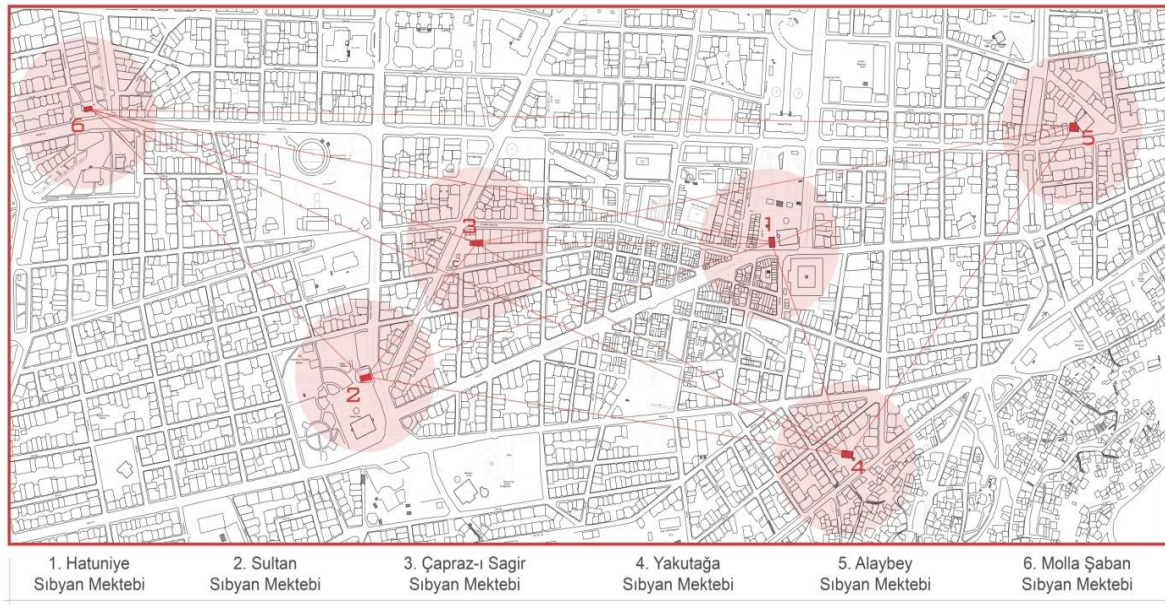 6
5
3
1
2
4
1. Hatuniye
Sıbyan Mektebi
2. Sultan
Sıbyan Mektebi
3. Çapraz-ı Sagir
Sıbyan Mektebi
4. Yakutağa
Sıbyan Mektebi
5. Alaybey
Sıbyan Mektebi
6. Molla Şaban
Sıbyan Mektebi